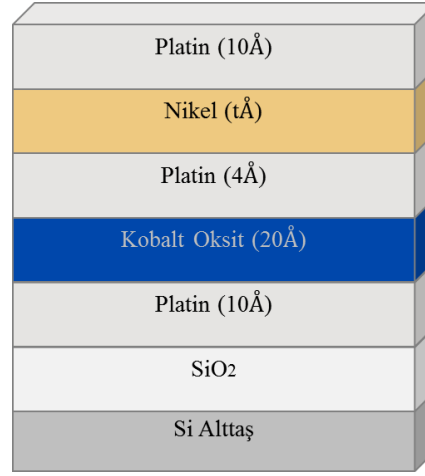 Platin (10Å)
Nikel (tÅ)
Platin (4Å)
Kobalt Oksit (20Å)
Platin (10Å)
SiO2
Si Alttaş